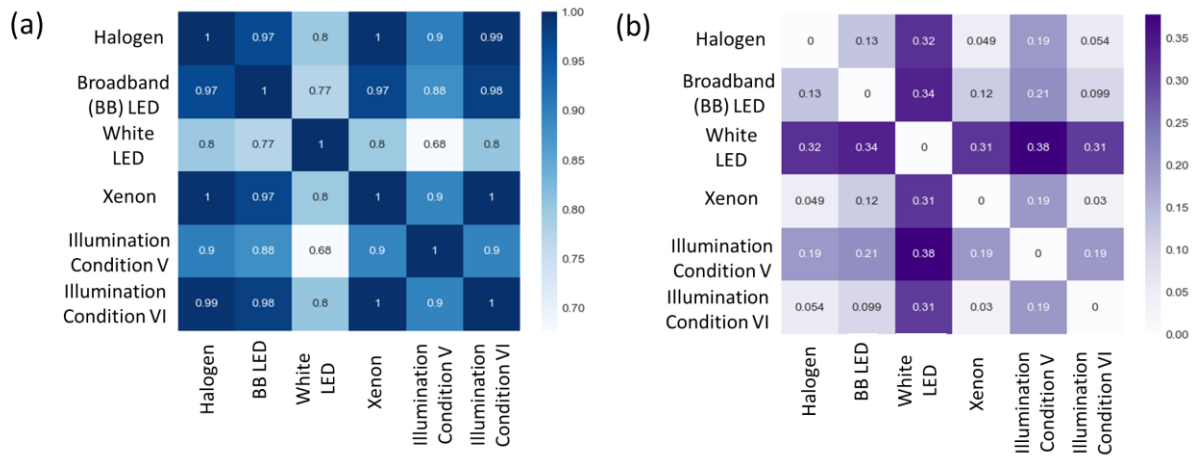 (a)
Halogen 1 0.97 0.8 1 0.9 0.99
Broadband
(BB) LED 0.97 1 0.77 0.97 0.88 0.98
White
LED 0.8 0.77 1 0.8 0.68 0.8
Xenon 1 0.97 0.8 1 0.9 1
Illumination
Condition V 0.9 0.88 0.68 0.9 1 0.9
Illumination
Condition VI 0.99 0.98 0.8 1 0.9 1
Halogen
BB LED
White
LED
Xenon
Illumination
Condition V
Illumination
Condition VI
1.00
0.95
0.90
0.85
0.80
0.75
0.70
(b)
Halogen 0 0.13 0.32 0.049 0.19 0.054
Broadband
(BB) LED 0.13 0 0.34 0.12 0.21 0.099
White
LED 0.32 0.34 0 0.31 0.38 0.31
Xenon 0.049 0.12 0.31 0 0.19 0.03
Illumination
Condition V 0.19 0.21 0.38 0.19 0 0.19
Illumination
Condition VI 0.054 0.099 0.31 0.03 0.19 0
Halogen
BB LED
White
LED
Xenon
Illumination
Condition V
Illumination
Condition VI
0.35
0.30
0.25
0.20
0.15
0.10
0.05
0.00